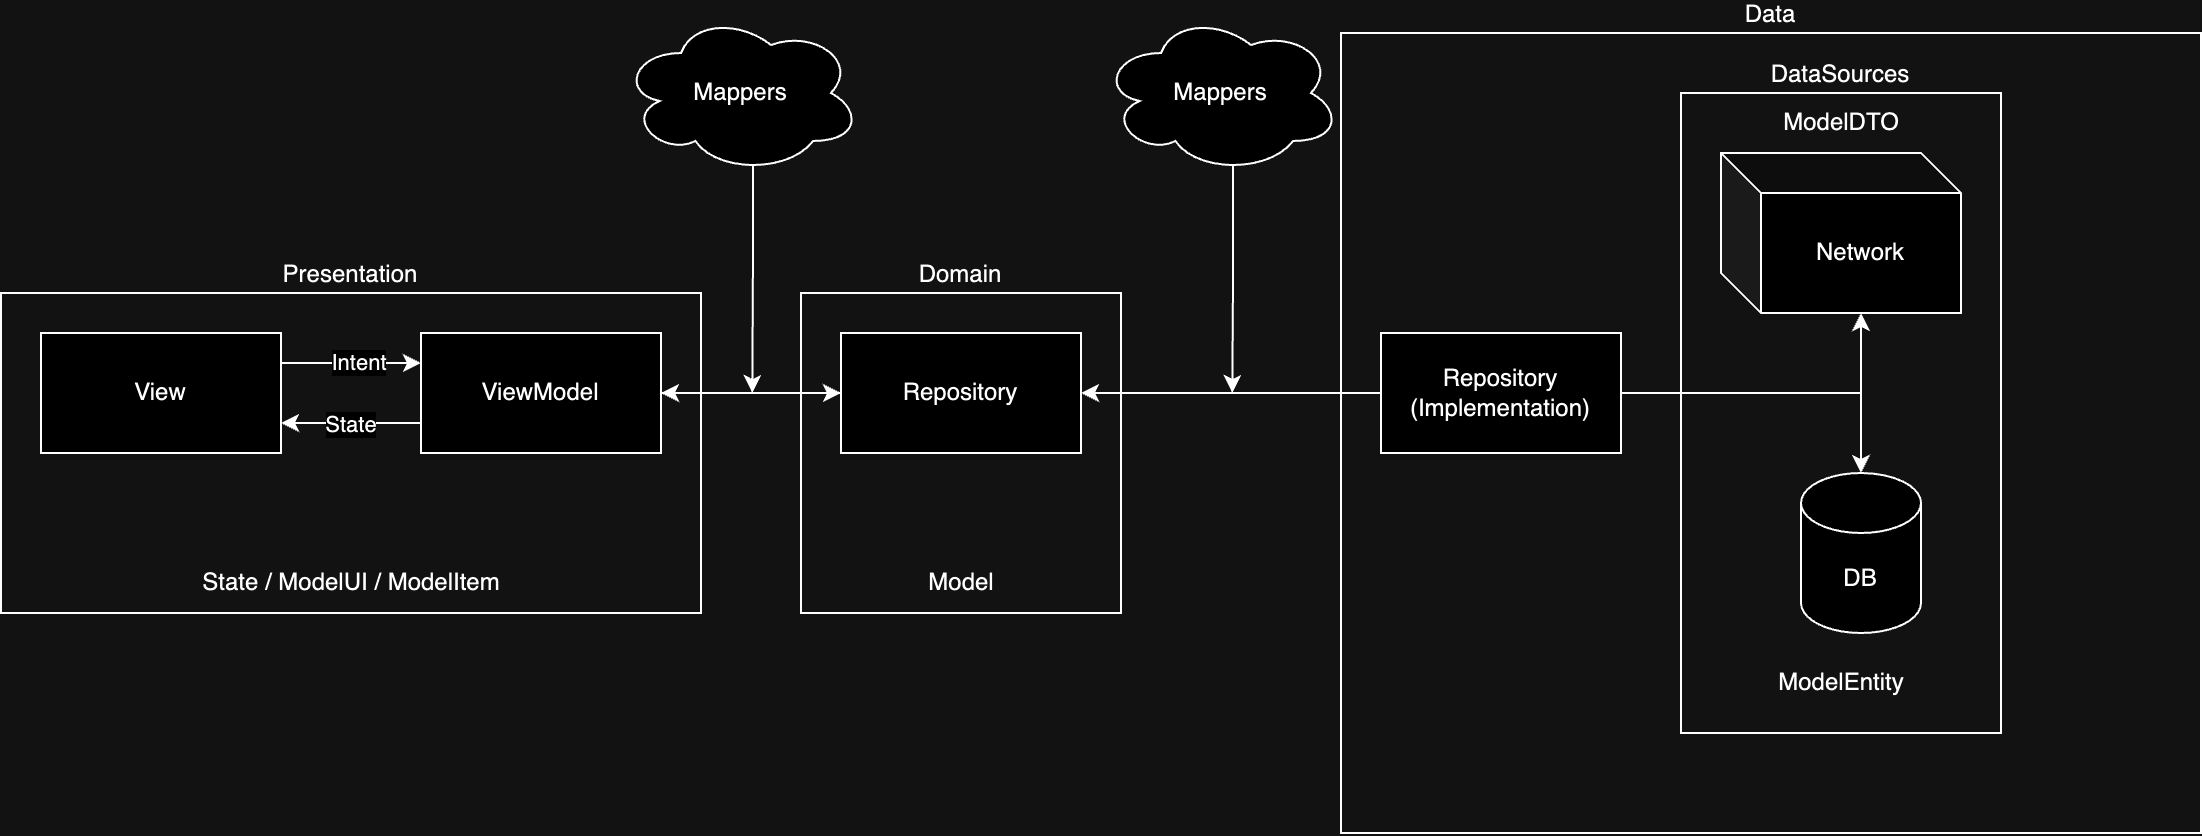 Data
DataSources
Mappers
Mappers
ModelDTO
Network
Presentation
Domain
View
Intent
State
ViewModel
Repository
Repository
(Implementation)
DB
State / ModelUI / ModelItem
Model
ModelEntity